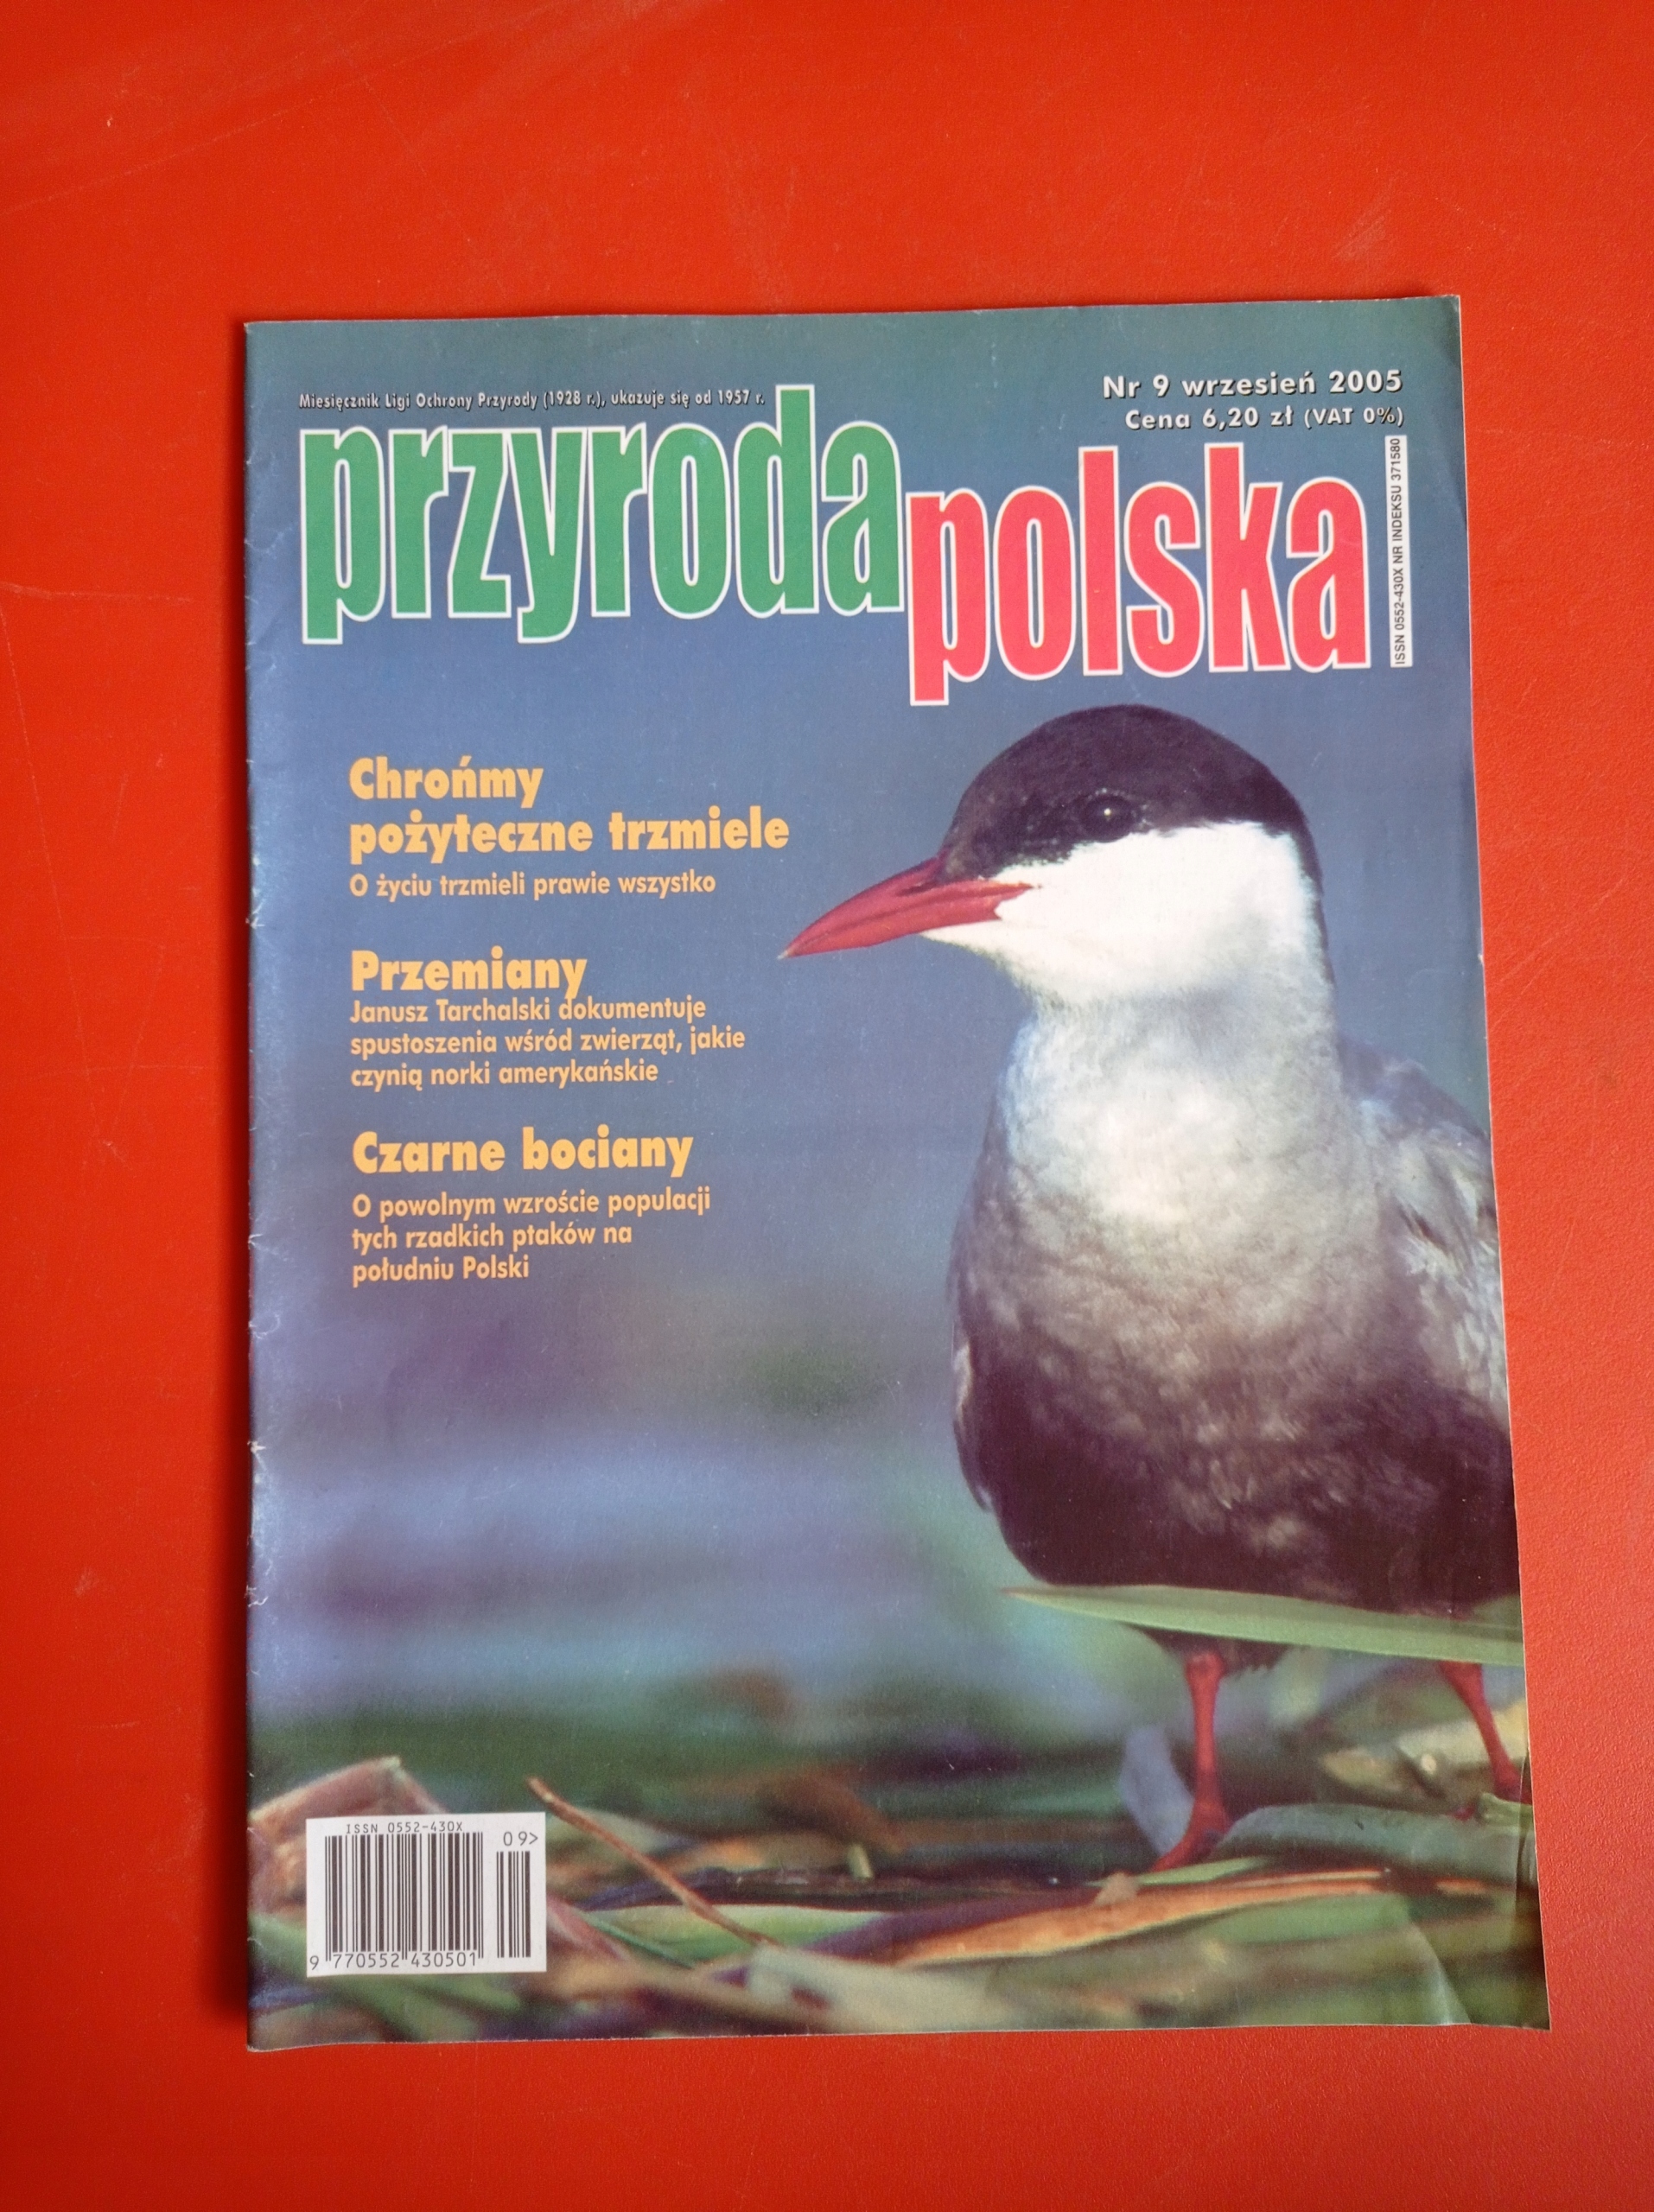 Miesięcznik Ligi Ochrony Przyrody (1928 r.), ukazuje się od 1957 r.
Nr 9 wrzesień 2005
Cena 6,20 zł (VAT 0%)
przyroda polska
ISSN 0552-430X NR INDEKSU 371580
Chrońmy
pożyteczne trzmiele
O życiu trzmieli prawie wszystko
Przemiany
Janusz Tarchalski dokumentuje
spustoszenia wśród zwierząt, jakie
czynią norki amerykańskie
Czarne bociany
O powolnym wzroście populacji
tych rzadkich ptaków na
południu Polski
ISSN 0552-430X
09>
9 770552 430501